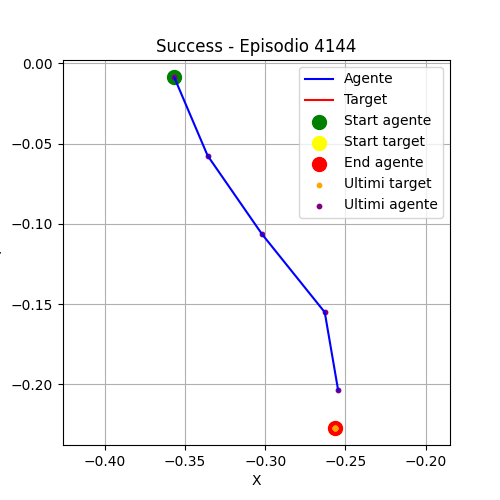 Success - Episodio 4144
0.00
−0.05
−0.10
−0.15
−0.20
Agente
Target
Start agente
Start target
End agente
Ultimi target
Ultimi agente
−0.40
−0.35
−0.30
−0.25
−0.20
X